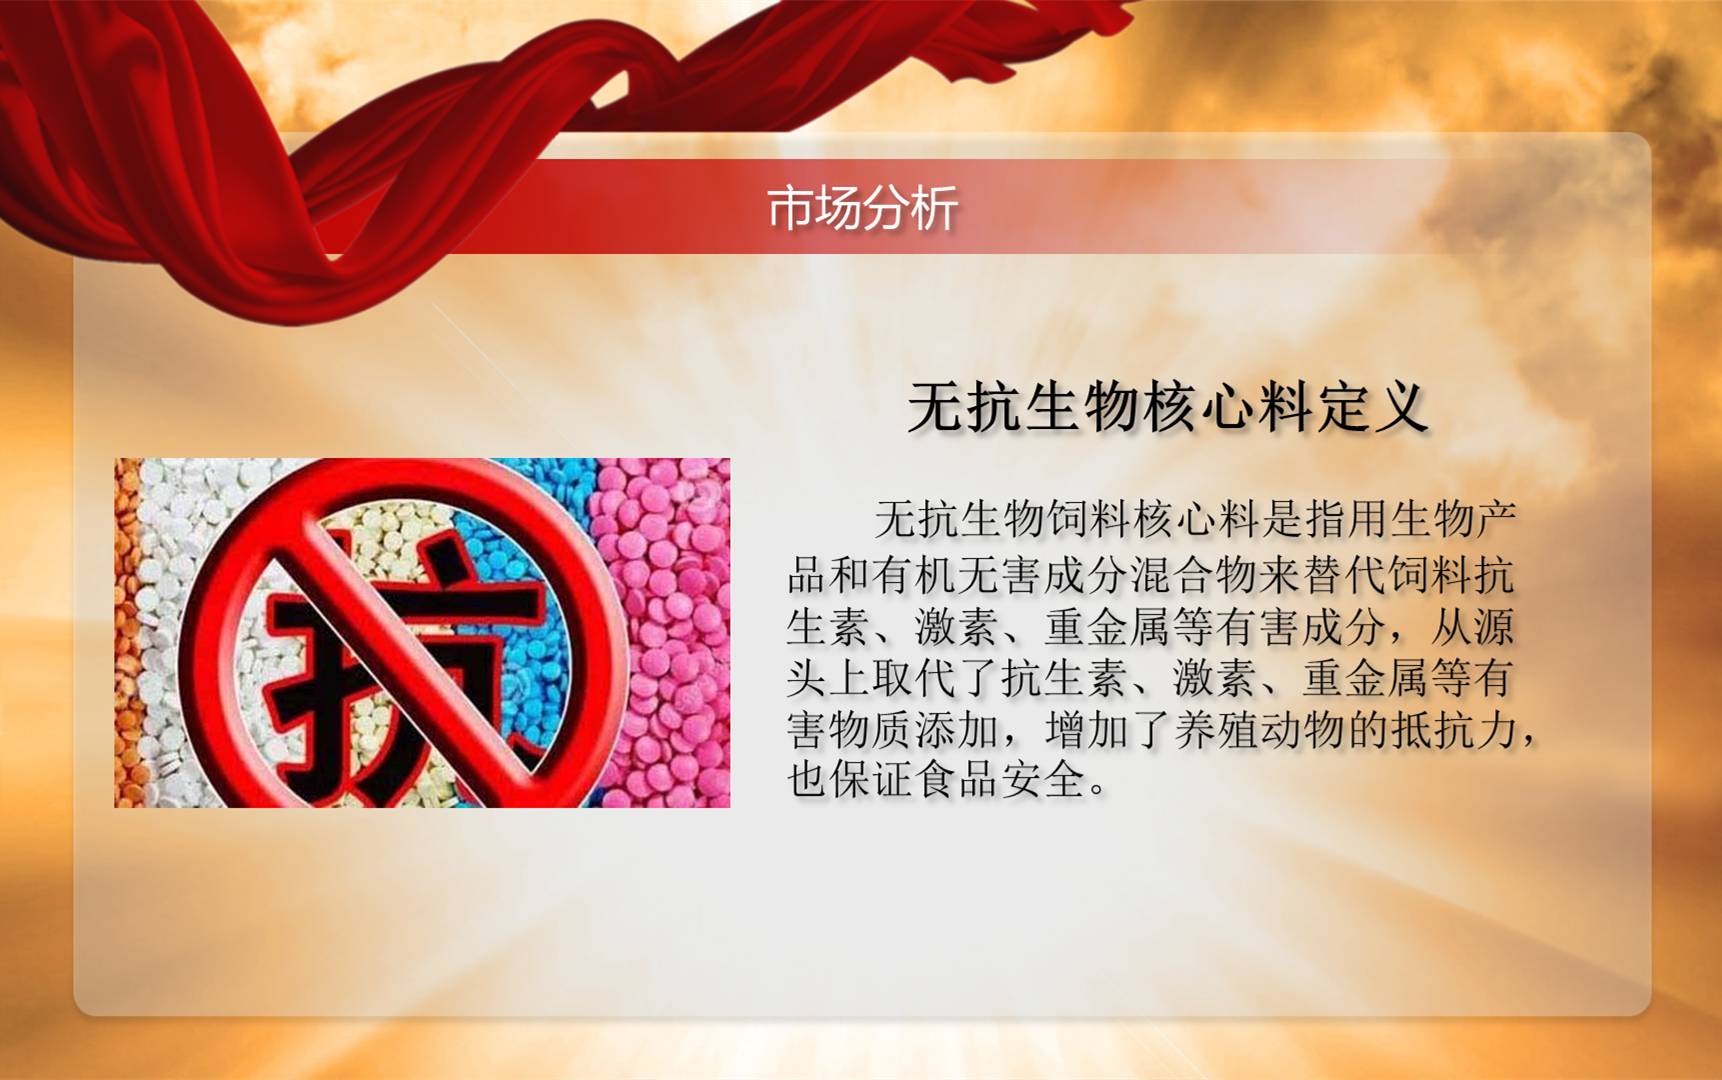 市场分析
无抗生物核心料定义
抗
无抗生物饲料核心料是指用生物产
品和有机无害成分混合物来替代饲料抗
生素、激素、重金属等有害成分，从源
头上取代了抗生素、激素、重金属等有
害物质添加，增加了养殖动物的抵抗力，
也保证食品安全。